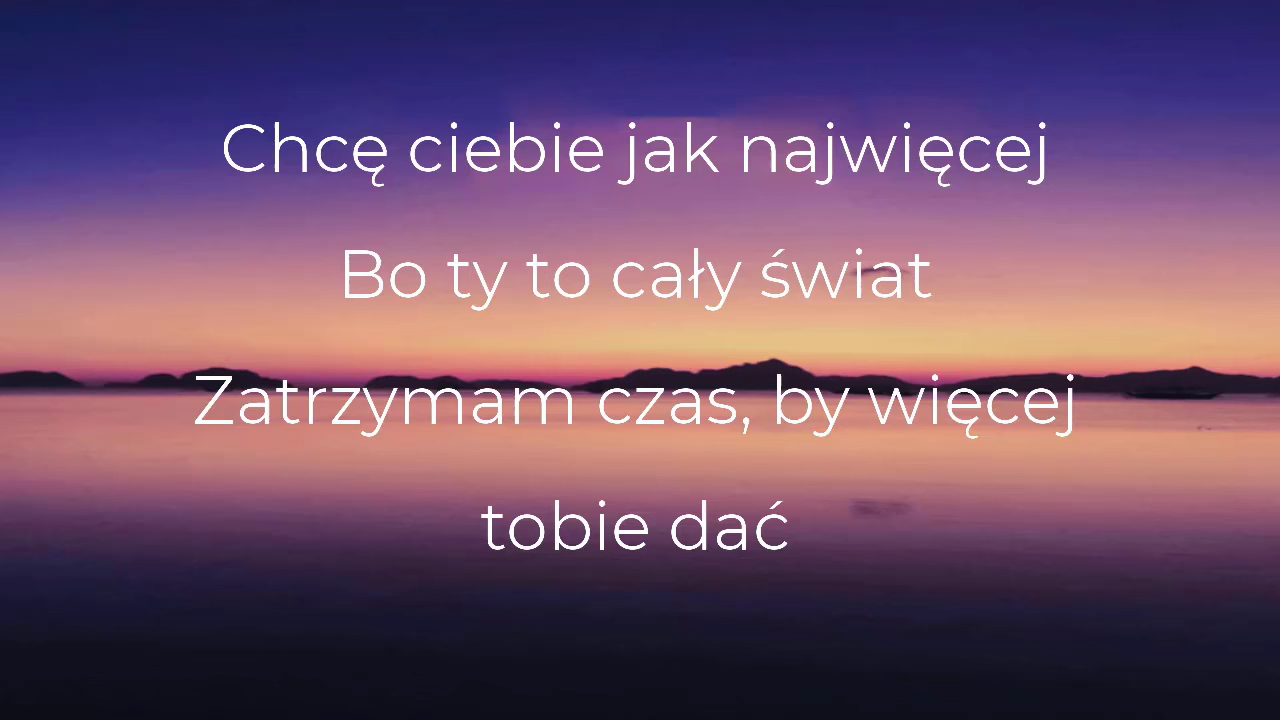 Chcę ciebie jak najwięcej
Bo ty to cały świat
Zatrzymam czas, by więcej
tobie dać